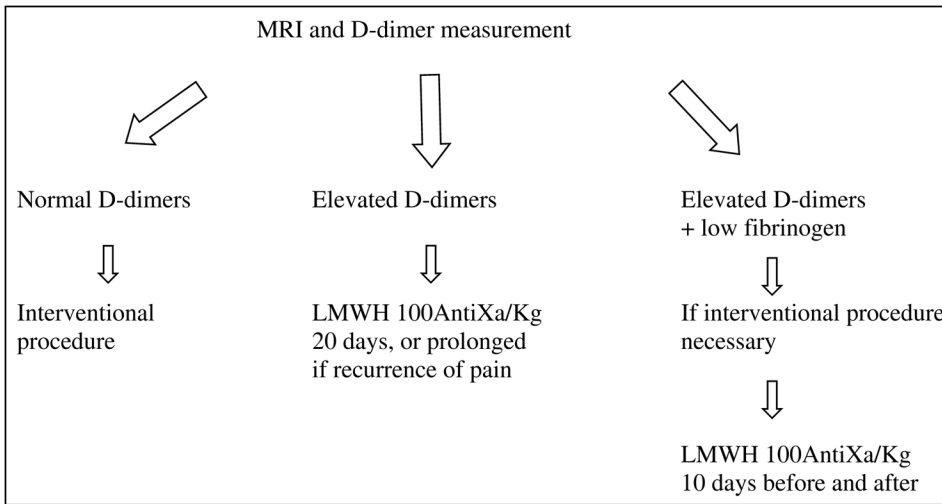 MRI and D-dimer measurement
Normal D-dimers
Interventional
procedure
Elevated D-dimers
LMWH 100AntiXa/Kg
20 days, or prolonged
if recurrence of pain
Elevated D-dimers
+ low fibrinogen
If interventional procedure
necessary
LMWH 100AntiXa/Kg
10 days before and after